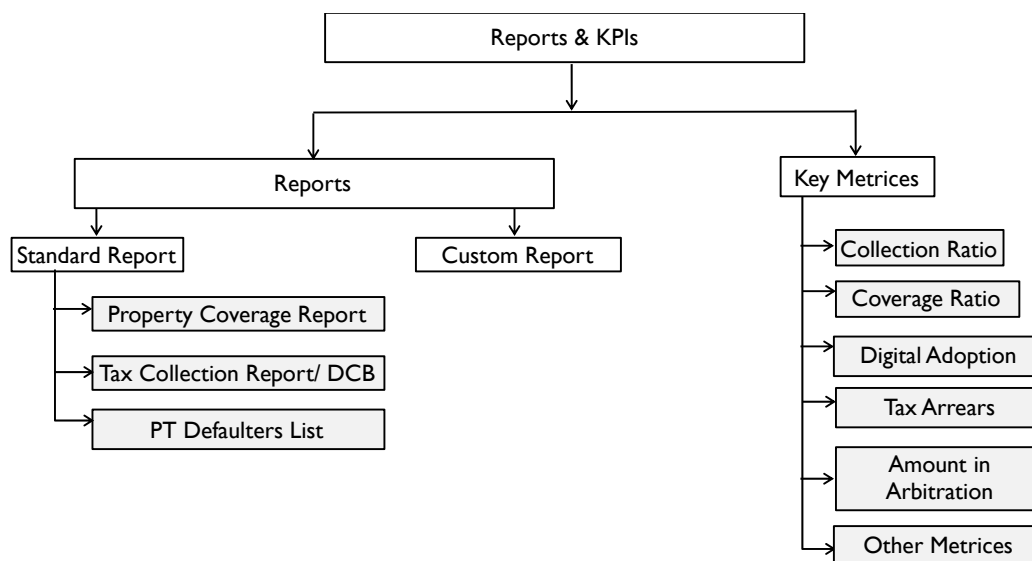 Reports & KPIs
Reports
Key Metrices
Standard Report
Custom Report
Collection Ratio
Coverage Ratio
Property Coverage Report
Digital Adoption
Tax Collection Report/ DCB
Tax Arrears
PT Defaulters List
Amount in
Arbitration
Other Metrices